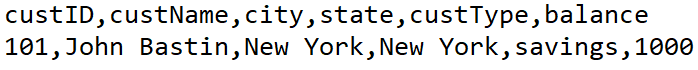 custID,custName,city,state,custType,balance
101,John Bastin,New York,New York,savings,1000